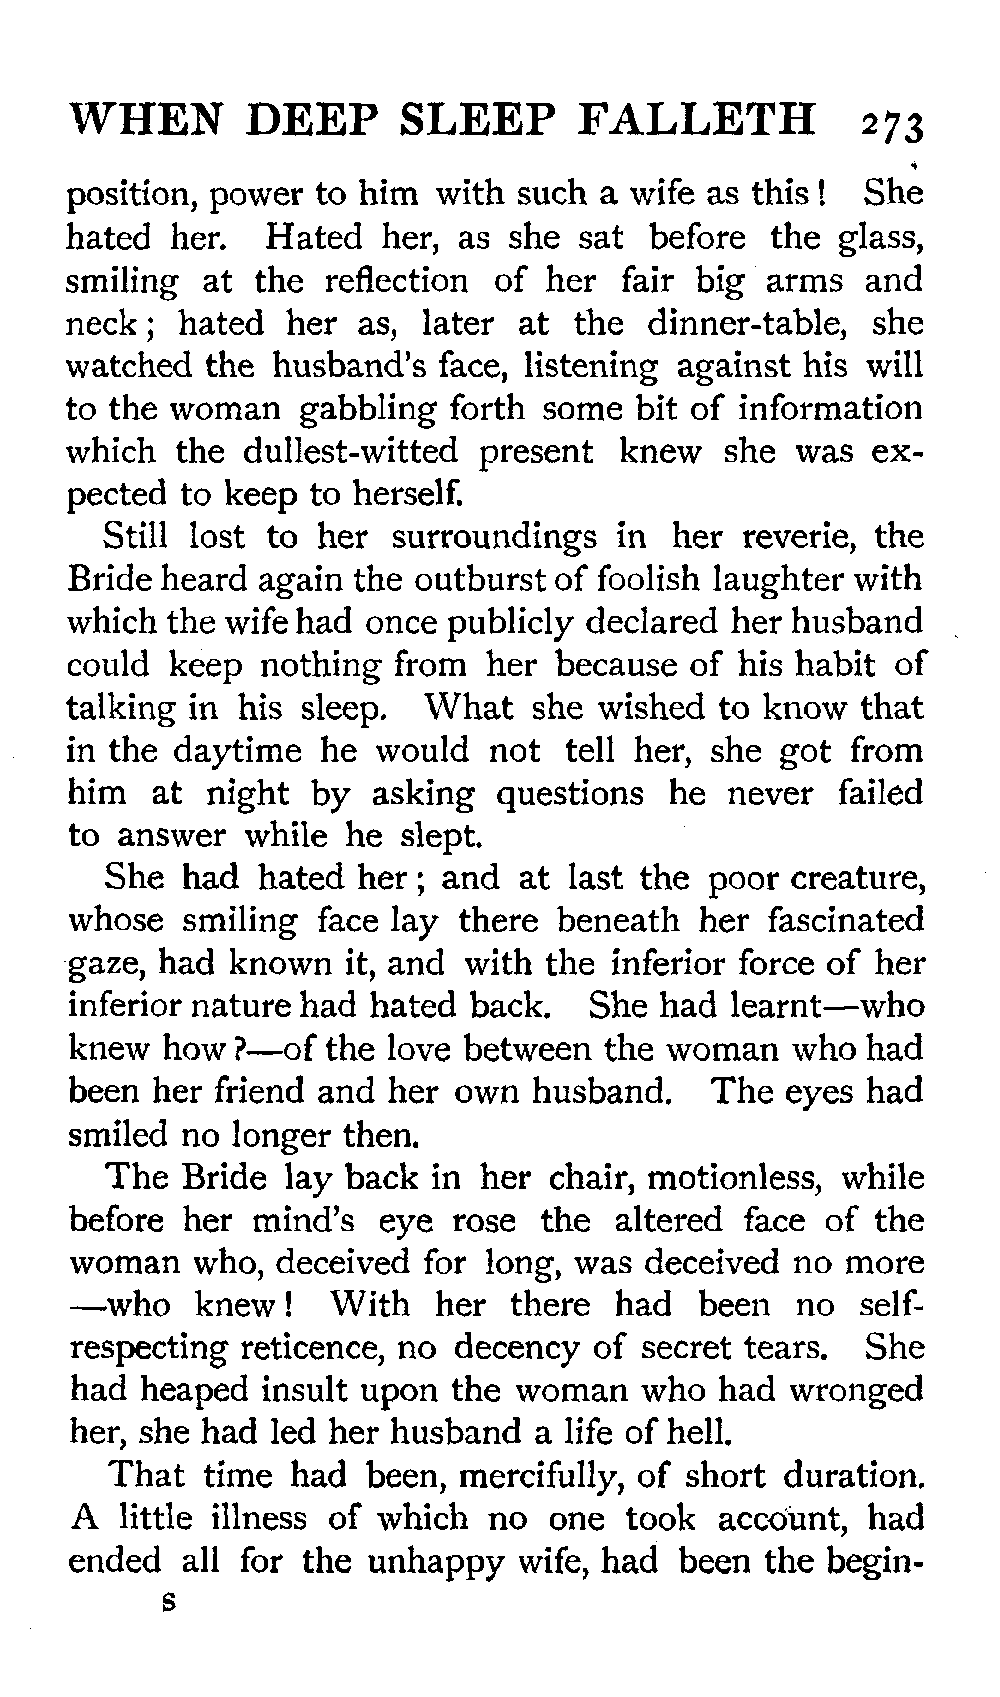 WHEN DEEP SLEEP FALLETH 273
position, power to him with such a wife as this! She
hated her. Hated her, as she sat before the glass,
smiling at the reflection of her fair big arms and
neck; hated her as, later at the dinner-table, she
watched the husband's face, listening against his will
to the woman gabbling forth some bit of information
which the dullest-witted present knew she was ex-
pected to keep to herself.
Still lost to her surroundings in her reverie, the
Bride heard again the outburst of foolish laughter with
which the wife had once publicly declared her husband
could keep nothing from her because of his habit of
talking in his sleep. What she wished to know that
in the daytime he would not tell her, she got from
him at night by asking questions he never failed
to answer while he slept.
She had hated her; and at last the poor creature,
whose smiling face lay there beneath her fascinated
gaze, had known it, and with the inferior force of her
inferior nature had hated back. She had learnt—who
knew how?—of the love between the woman who had
been her friend and her own husband. The eyes had
smiled no longer then.
The Bride lay back in her chair, motionless, while
before her mind's eye rose the altered face of the
woman who, deceived for long, was deceived no more
—who knew! With her there had been no self-
respecting reticence, no decency of secret tears. She
had heaped insult upon the woman who had wronged
her, she had led her husband a life of hell.
That time had been, mercifully, of short duration.
A little illness of which no one took account, had
ended all for the unhappy wife, had been the begin-
S